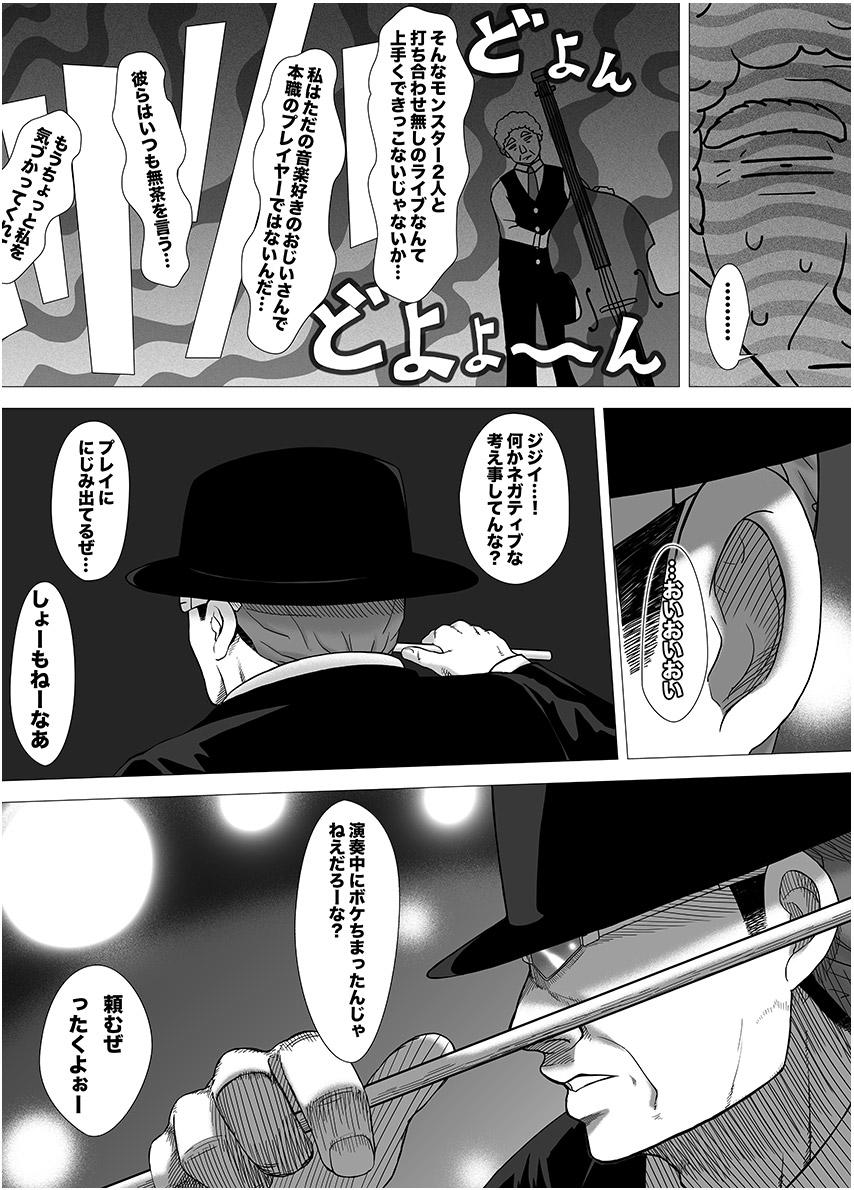 ………
どよん
そんなモンスター２人と
打ち合わせ無しのライブなんて
上手くできっこないじゃないか…
私はただの音楽好きのおじいさんで
本職のプレイヤーではないんだ…
彼らはいつも無茶を言う…
もうちょっと私を
気づかってくれ
どよょ〜〜ん
…おいおいおい
ジジイ…！
何かネガティブな
考え事してんな？
プレイに
にじみ出てるぜ…
しょーもねーなあ
演奏中にボケちまったんじゃ
ねえだろーな？
頼むぜ
ったくよぉー